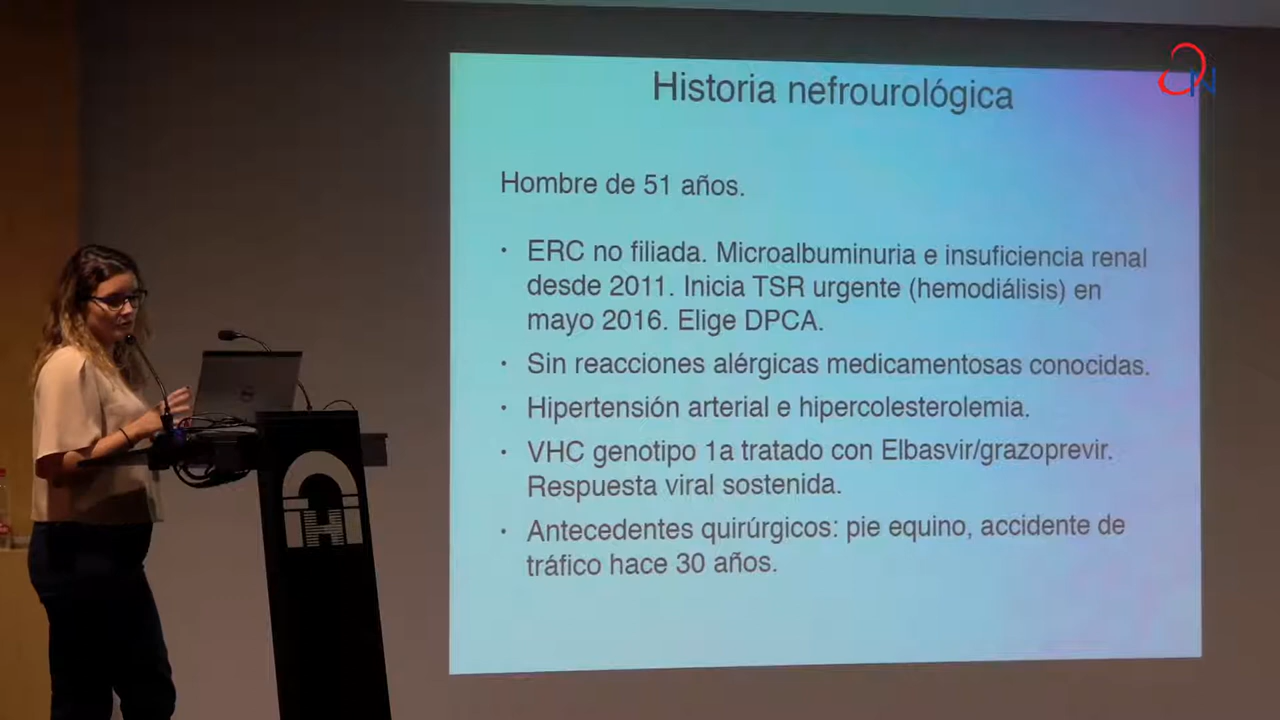 Historia nefrourológica
Hombre de 51 años.
· ERC no filiada. Microalbuminuria e insuficiencia renal
desde 2011. Inicia TSR urgente (hemodiálisis) en
mayo 2016. Elige DPCA.
· Sin reacciones alérgicas medicamentosas conocidas.
· Hipertensión arterial e hipercolesterolemia.
· VHC genotipo 1a tratado con Elbasvir/grazoprevir.
Respuesta viral sostenida.
· Antecedentes quirúrgicos: pie equino, accidente de
tráfico hace 30 años.